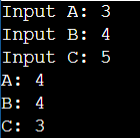 Input A: 3
Input B: 4
Input C: 5
A: 4
B: 4
C: 3